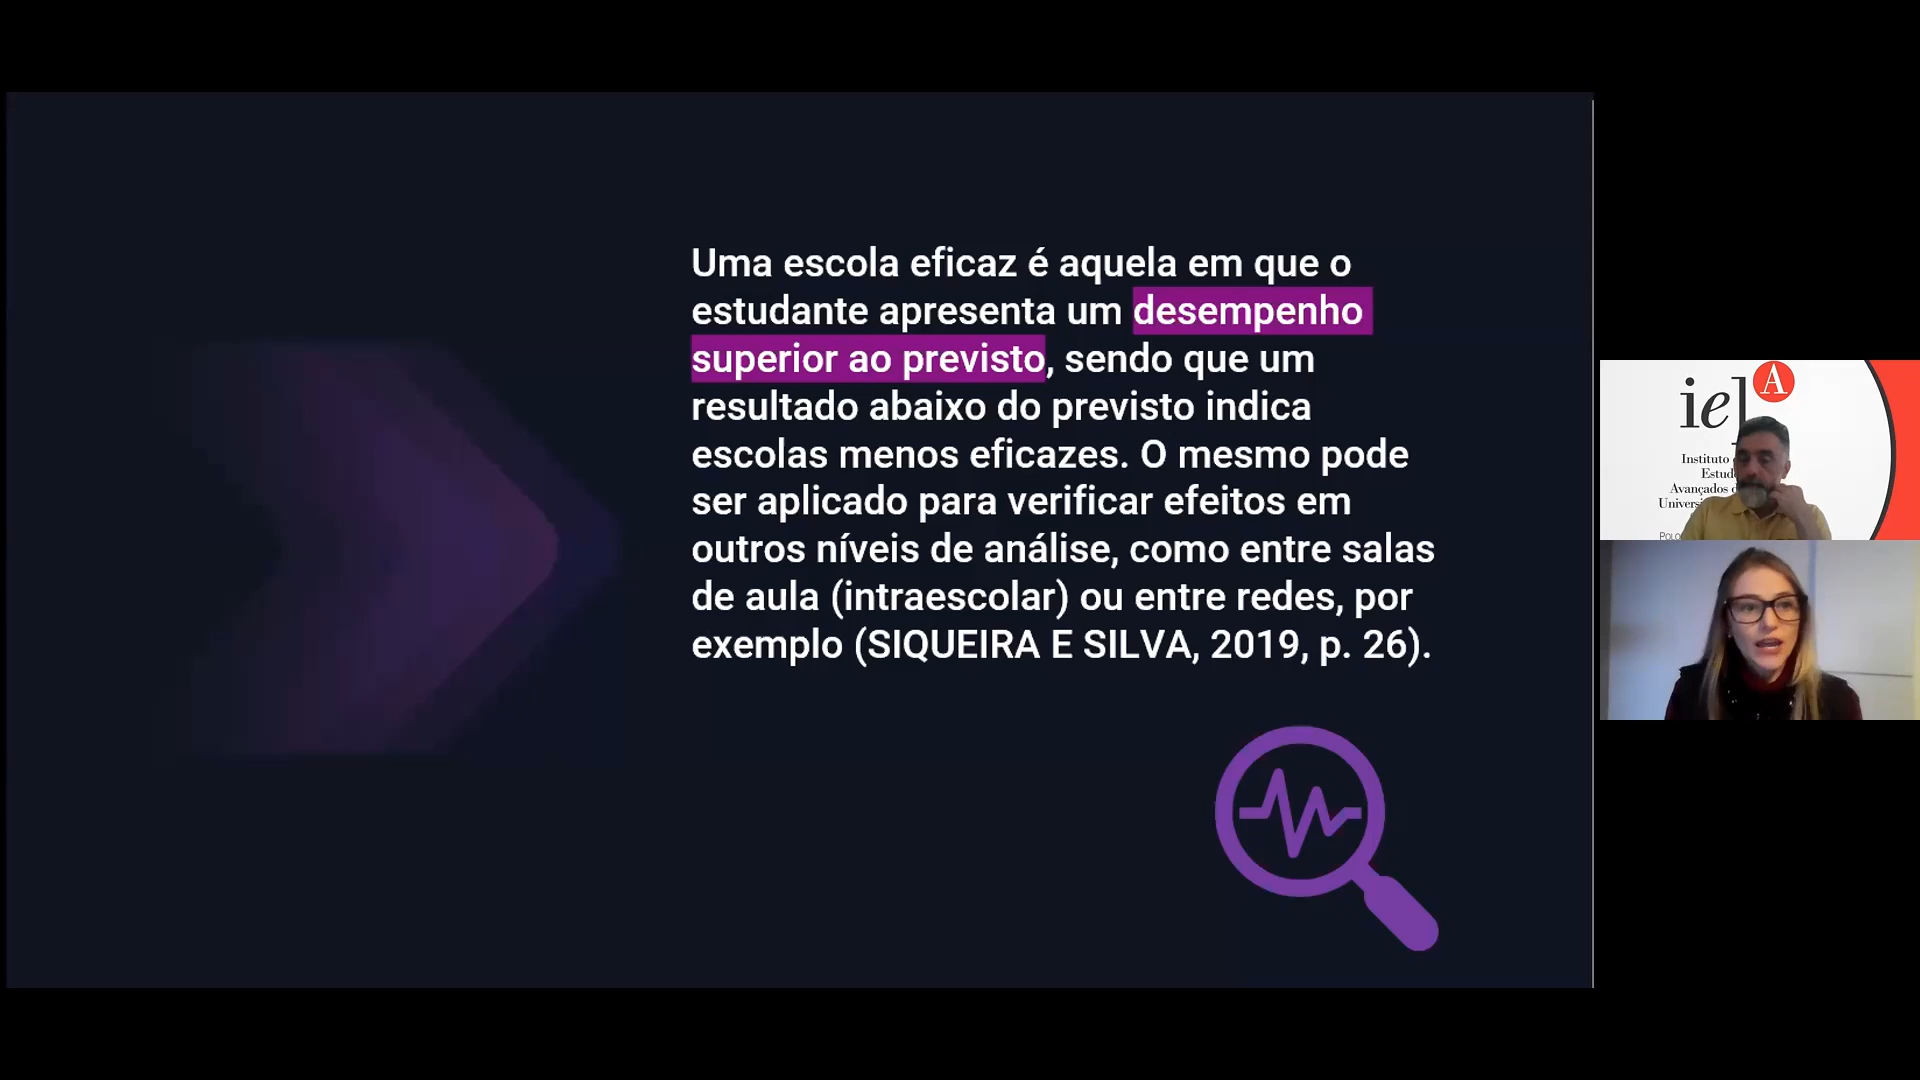 Uma escola eficaz é aquela em que o
estudante apresenta um desempenho
superior ao previsto, sendo que um
resultado abaixo do previsto indica
escolas menos eficazes. O mesmo pode
ser aplicado para verificar efeitos em
outros níveis de análise, como entre salas
de aula (intraescolar) ou entre redes, por
exemplo (SIQUEIRA E SILVA, 2019, p. 26).
A
Instituto
Avançados